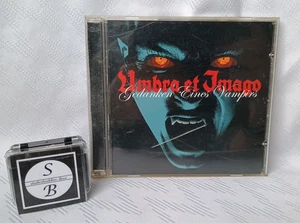 Umbra et Imago
Gedanken Eines Vampirs
S
B